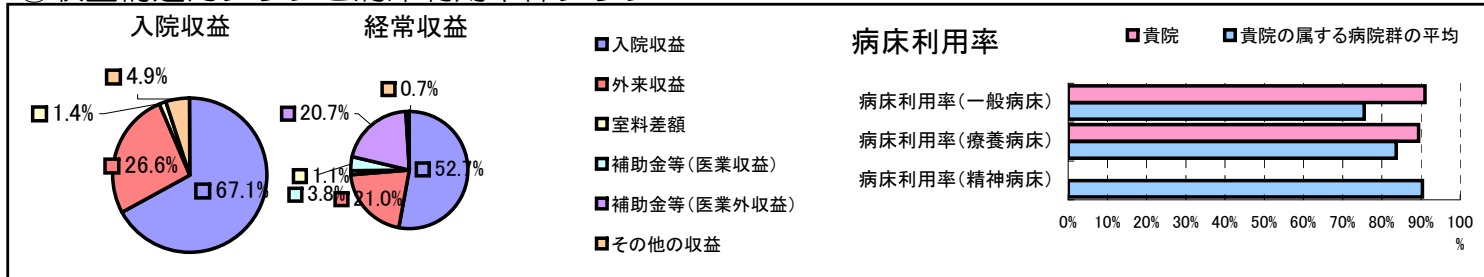 入院収益
4.9%
1.4%
26.6%
67.1%
経常収益
0.7%
20.7%
52.7%
1.1%
3.8%
21.0%
入院収益
外来収益
室料差額
補助金等(医業収益)
補助金等(医業外収益)
その他の収益
病床利用率
貴院
貴院の属する病院群の平均
病床利用率(一般病床)
病床利用率(療養病床)
病床利用率(精神病床)
0% 10% 20% 30% 40% 50% 60% 70% 80% 90% 100
%